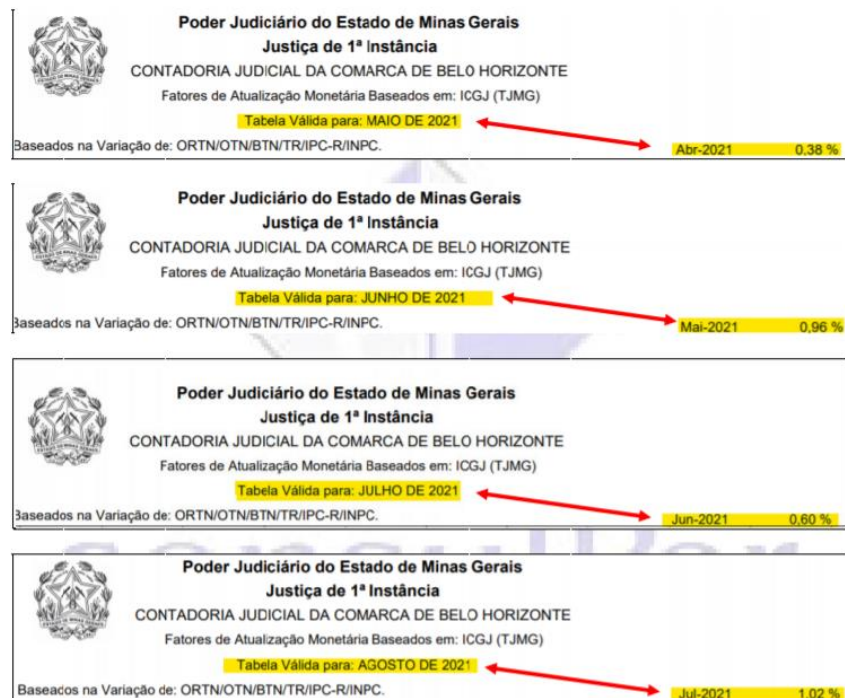 Poder Judiciário do Estado de Minas Gerais
Justiça de 1ª Instância
CONTADORIA JUDICIAL DA COMARCA DE BELO HORIZONTE
Fatores de Atualização Monetária Baseados em: ICGJ (TJMG)
Tabela Válida para: MAIO DE 2021
Baseados na Variação de: ORTN/OTN/BTN/TR/IPC-R/INPC. Abr-2021 0,38 %
Poder Judiciário do Estado de Minas Gerais
Justiça de 1ª Instância
CONTADORIA JUDICIAL DA COMARCA DE BELO HORIZONTE
Fatores de Atualização Monetária Baseados em: ICGJ (TJMG)
Tabela Válida para: JUNHO DE 2021
Baseados na Variação de: ORTN/OTN/BTN/TR/IPC-R/INPC. Mai-2021 0,96 %
Poder Judiciário do Estado de Minas Gerais
Justiça de 1ª Instância
CONTADORIA JUDICIAL DA COMARCA DE BELO HORIZONTE
Fatores de Atualização Monetária Baseados em: ICGJ (TJMG)
Tabela Válida para: JULHO DE 2021
Baseados na Variação de: ORTN/OTN/BTN/TR/IPC-R/INPC. Jun-2021 0,60 %
Poder Judiciário do Estado de Minas Gerais
Justiça de 1ª Instância
CONTADORIA JUDICIAL DA COMARCA DE BELO HORIZONTE
Fatores de Atualização Monetária Baseados em: ICGJ (TJMG)
Tabela Válida para: AGOSTO DE 2021
Baseados na Variação de: ORTN/OTN/BTN/TR/IPC-R/INPC. Jul-2021 1,02 %